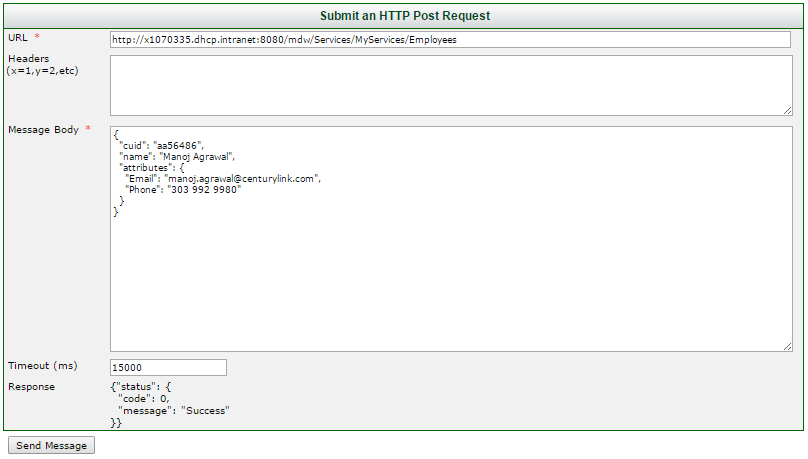 Submit an HTTP Post Request
URL *
http://x1070335.dhcp.intranet:8080/mdw/Services/MyServices/Employees
Headers
(x=1,y=2,etc)
Message Body *
{
"cuid": "aa56486",
"name": "Manoj Agrawal",
"attributes": {
"Email": "manoj.agrawal@centurylink.com",
"Phone": "303 992 9980"
}
}
Timeout (ms)
15000
Response
{"status": {
"code": 0,
"message": "Success"
}}
Send Message